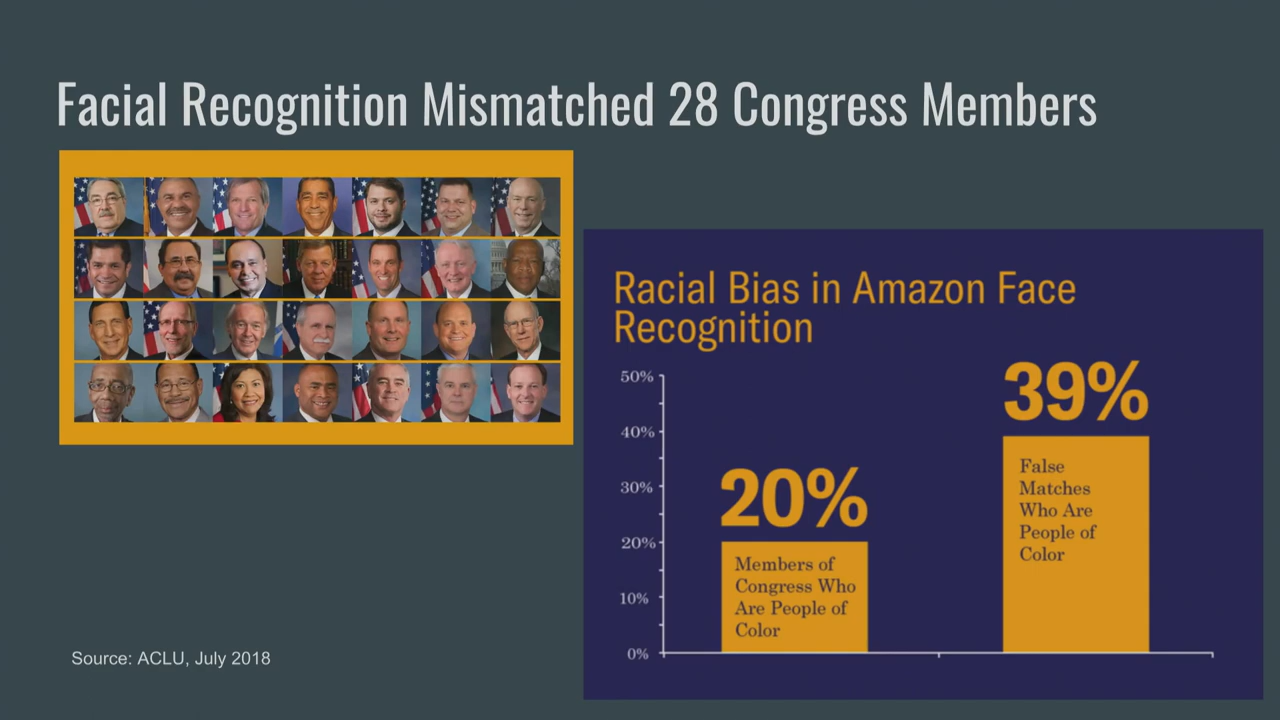 Facial Recognition Mismatched 28 Congress Members
Racial Bias in Amazon Face
Recognition
50%
40%
30%
20%
10%
0%
20%
Members of
Congress Who
Are People of
Color
39%
False
Matches
Who Are
People of
Color
Source: ACLU, July 2018